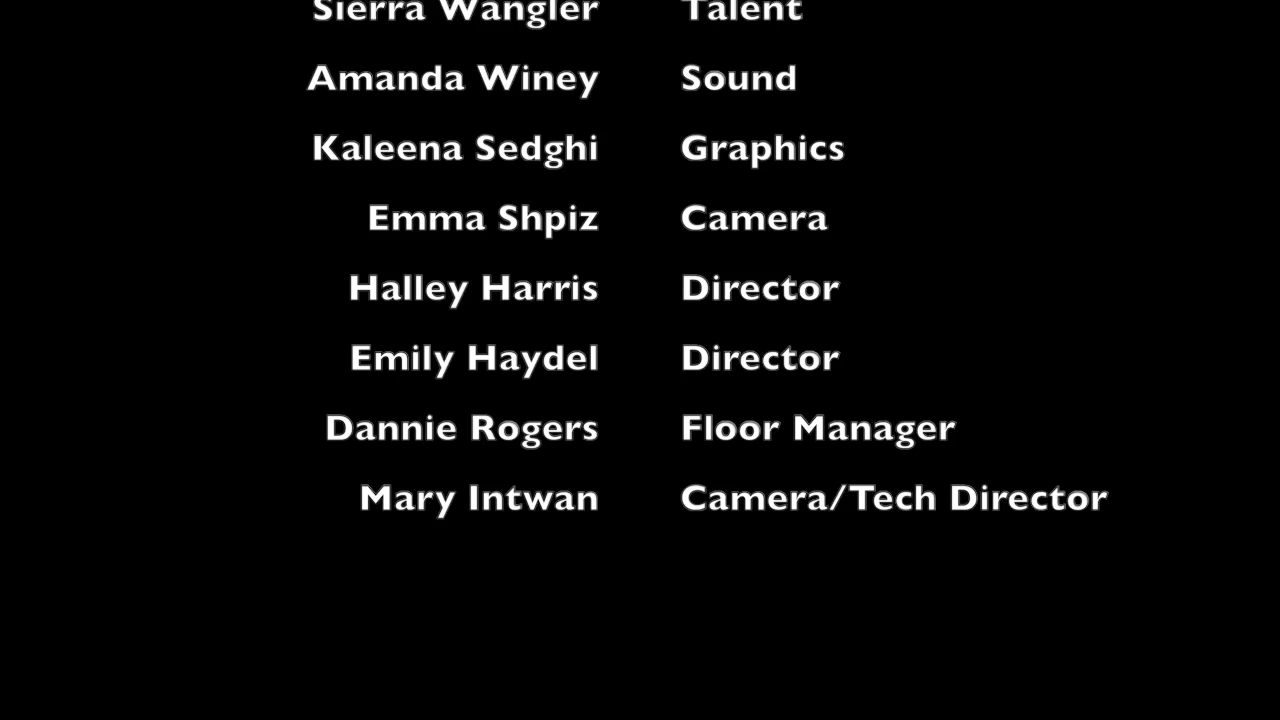 Sierra Wangler Talent
Amanda Winey Sound
Kaleena Sedghi Graphics
Emma Shpiz Camera
Halley Harris Director
Emily Haydel Director
Dannie Rogers Floor Manager
Mary Intwan Camera/Tech Director